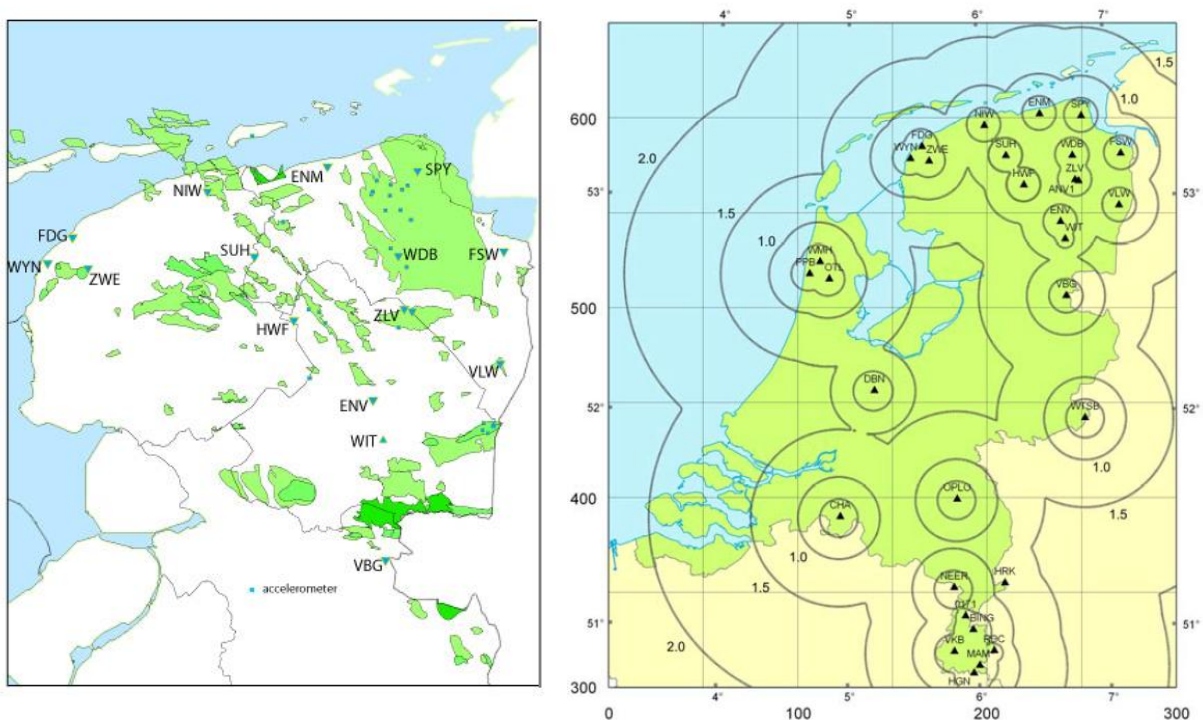 SPY
ENM
NIW
FDG
SUH
WDB
FSW
WYN
ZWE
ZLV
HWF
VLW
ENV
WIT
VBG
accelerometer
4° 5° 6° 7°
1.5
1.0
600
ENM SPY
NIW
FDG
WYN ZWE
SUH WDB FSW
2.0
HWF ZLV
53° 53°
ANV1
VLW
1.5
ENV
WIT
1.0
WMH
PPB OTL
VBG
500
DBN
52° 52°
WTSB
1.0
OPLO
400
CHA
1.5
1.0
HRK
NEER
1.5
51° 51°
BING
2.0
VKB
MAM
HGN
300
4° 5° 6° 7°
0 100 200 300